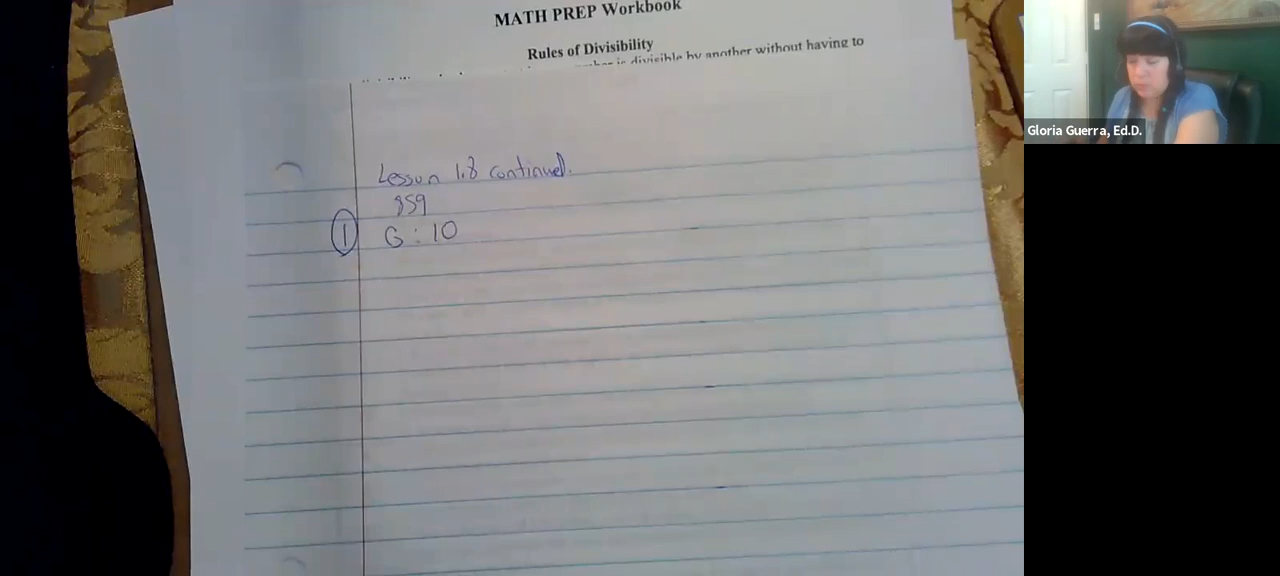 MATH PREP Workbook
Rules of Divisibility
number is divisible by another without having to
Gloria Guerra, Ed.D.
Lesson 1.8 continued.
859
1 G : 10